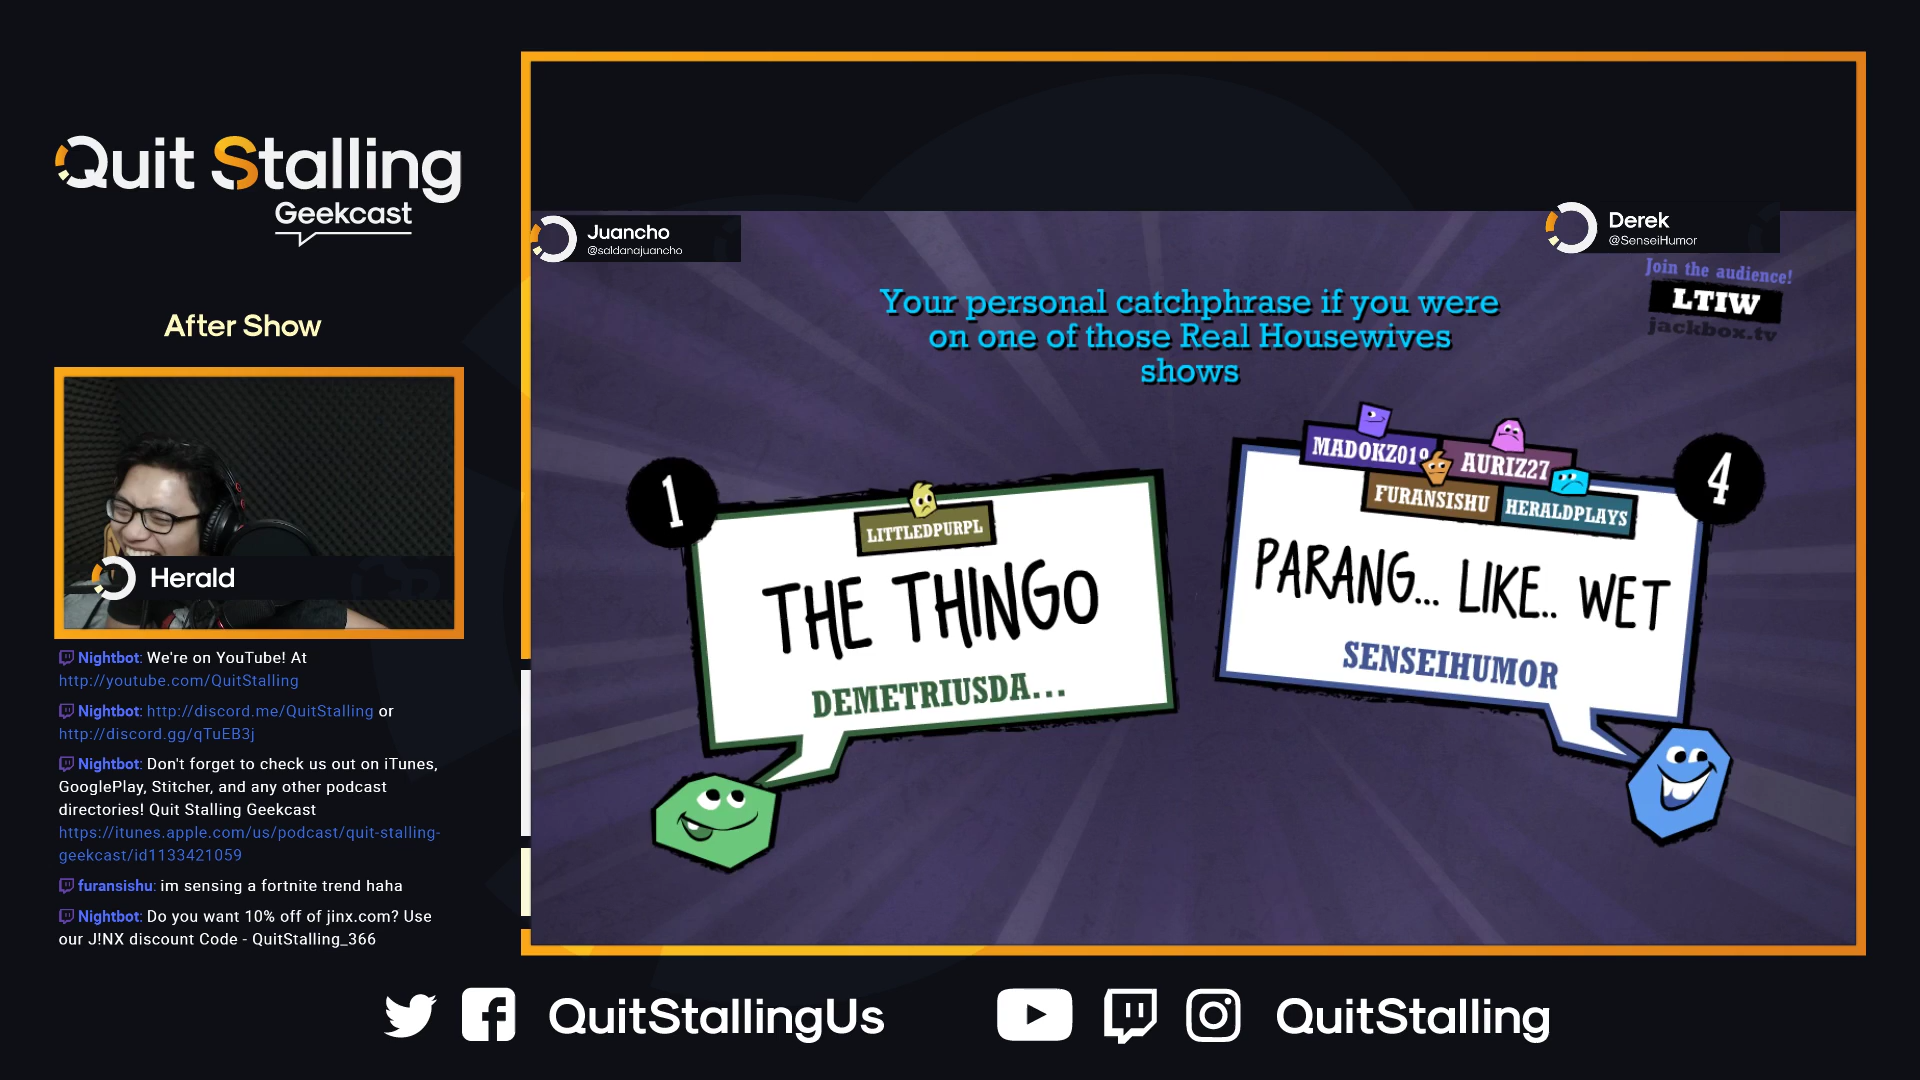 Quit Stalling
Geekcast
After Show
Herald
Nightbot: We're on YouTube! At
http://youtube.com/QuitStalling
Nightbot: http://discord.me/QuitStalling or
http://discord.gg/qTuEB3j
Nightbot: Don't forget to check us out on iTunes,
GooglePlay, Stitcher, and any other podcast
directories! Quit Stalling Geekcast
https://itunes.apple.com/us/podcast/quit-stalling-
geekcast/id1133421059
furansishu: im sensing a fortnite trend haha
Nightbot: Do you want 10% off of jinx.com? Use
our J!NX discount Code - QuitStalling_366
Juancho
@saldanajuancho
Derek
@SenseiHumor
Join the audience!
LTIW
jackbox.tv
Your personal catchphrase if you were
on one of those Real Housewives
shows
1
LITTLEDPURPL
THE THINGO
DEMETRIUSDA...
4
MADOKZ019
AURIZ27
FURANSISHU
HERALDPLAYS
PARANG... LIKE.. WET
SENSEIHUMOR
QuitStallingUs
QuitStalling